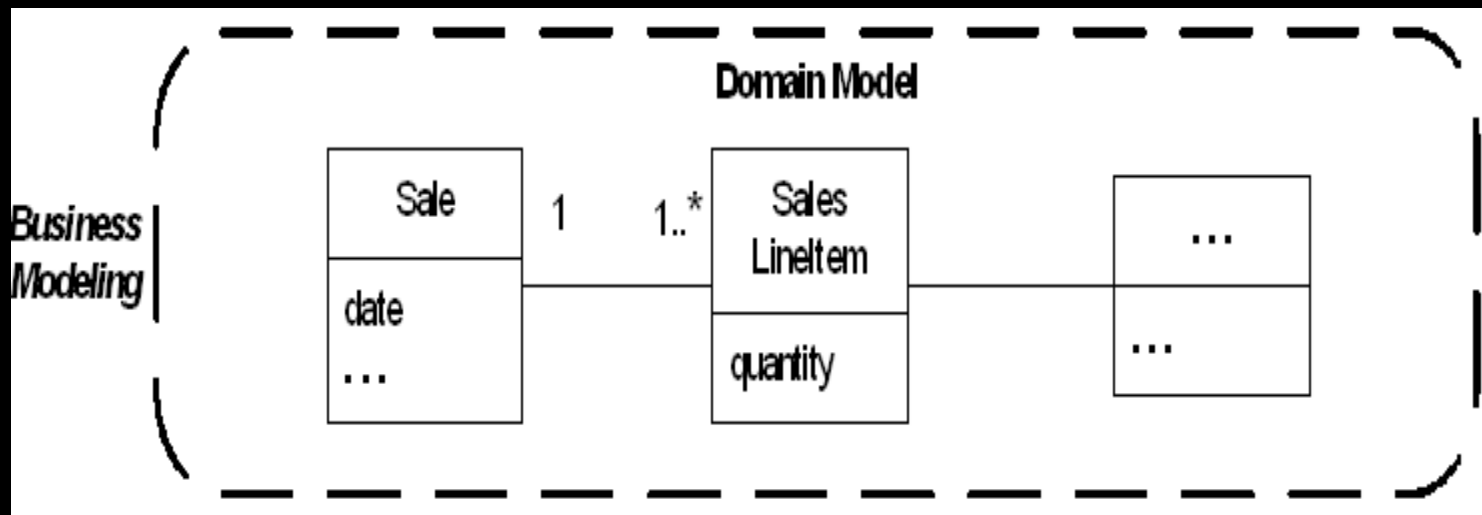 Domain Model
Business
Modeling
Sale
date
...
1
1..*
Sales
LineItem
quantity
...
...